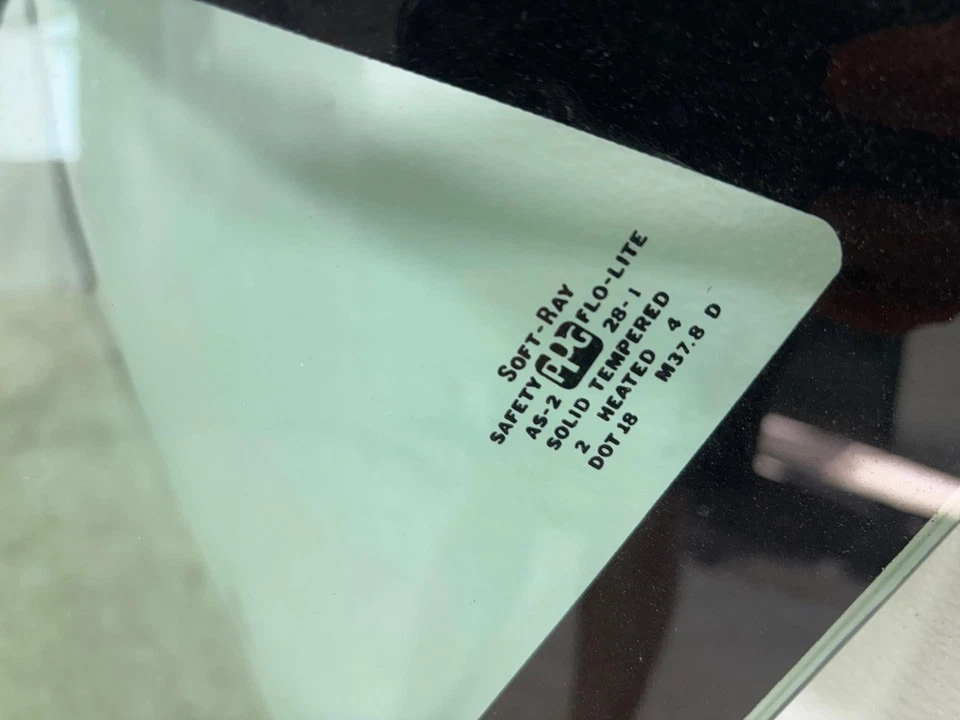 SOFT-RAY
SAFETY PPG FLO-LITE
AS-2 28-1
SOLID TEMPERED
2 HEATED 4
DOT 18 M37.8 D